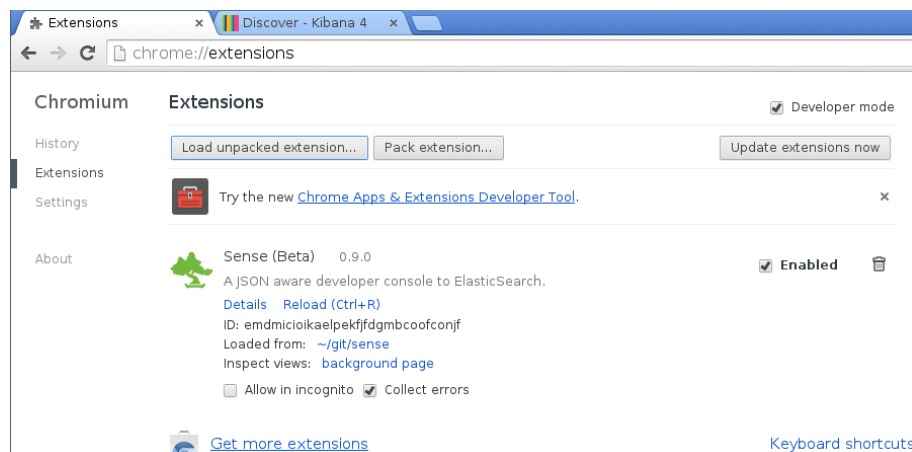 Extensions × Discover - Kibana 4 ×
chrome://extensions
Chromium Extensions Developer mode
History Load unpacked extension... Pack extension... Update extensions now
Extensions
Settings Try the new Chrome Apps & Extensions Developer Tool. ×
About Sense (Beta) 0.9.0 Enabled
A JSON aware developer console to ElasticSearch.
Details Reload (Ctrl+R)
ID: emdmicioikaelpekfjfdgmbcoofconjf
Loaded from: ~/git/sense
Inspect views: background page
Allow in incognito Collect errors
Get more extensions Keyboard shortcuts